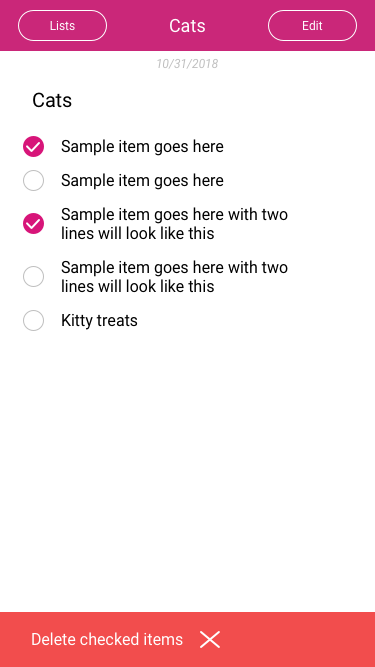 Lists
Cats
Edit
10/31/2018
Cats
Sample item goes here
Sample item goes here
Sample item goes here with two
lines will look like this
Sample item goes here with two
lines will look like this
Kitty treats
Delete checked items